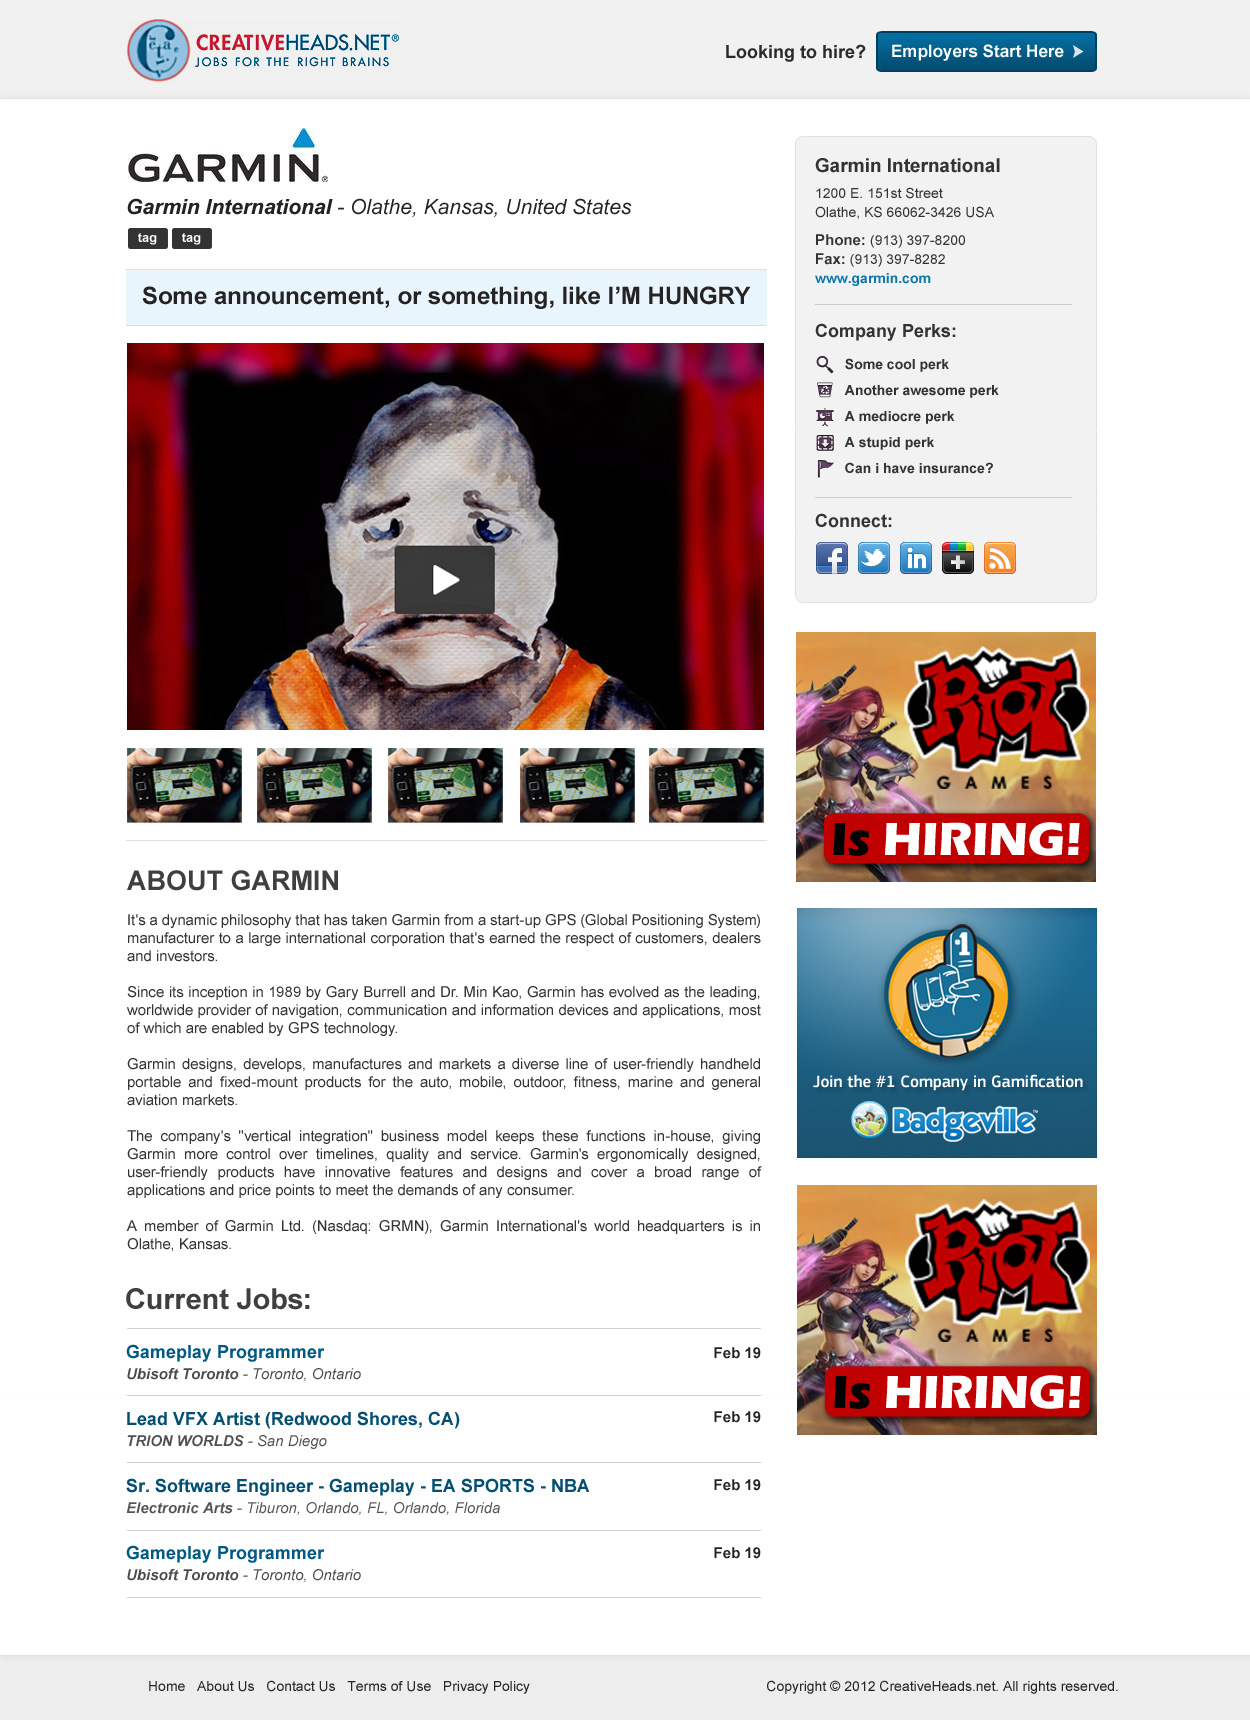 CREATIVEHEADS.NET®
JOBS FOR THE RIGHT BRAINS
Looking to hire?
Employers Start Here
GARMIN®
Garmin International - Olathe, Kansas, United States
tag tag
Some announcement, or something, like I’M HUNGRY
ABOUT GARMIN
It's a dynamic philosophy that has taken Garmin from a start-up GPS (Global Positioning System)
manufacturer to a large international corporation that's earned the respect of customers, dealers
and investors.
Since its inception in 1989 by Gary Burrell and Dr. Min Kao, Garmin has evolved as the leading,
worldwide provider of navigation, communication and information devices and applications, most
of which are enabled by GPS technology.
Garmin designs, develops, manufactures and markets a diverse line of user-friendly handheld
portable and fixed-mount products for the auto, mobile, outdoor, fitness, marine and general
aviation markets.
The company's "vertical integration" business model keeps these functions in-house, giving
Garmin more control over timelines, quality and service. Garmin's ergonomically designed,
user-friendly products have innovative features and designs and cover a broad range of
applications and price points to meet the demands of any consumer.
A member of Garmin Ltd. (Nasdaq: GRMN), Garmin International's world headquarters is in
Olathe, Kansas.
Current Jobs:
Gameplay Programmer
Feb 19
Ubisoft Toronto - Toronto, Ontario
Lead VFX Artist (Redwood Shores, CA)
Feb 19
TRION WORLDS - San Diego
Sr. Software Engineer - Gameplay - EA SPORTS - NBA
Feb 19
Electronic Arts - Tiburon, Orlando, FL, Orlando, Florida
Gameplay Programmer
Feb 19
Ubisoft Toronto - Toronto, Ontario
Garmin International
1200 E. 151st Street
Olathe, KS 66062-3426 USA
Phone: (913) 397-8200
Fax: (913) 397-8282
www.garmin.com
Company Perks:
Some cool perk
Another awesome perk
A mediocre perk
A stupid perk
Can i have insurance?
Connect:
RIOT
GAMES
Is HIRING!
#1
Join the #1 Company in Gamification
Badgeville™
RIOT
GAMES
Is HIRING!
Home About Us Contact Us Terms of Use Privacy Policy
Copyright © 2012 CreativeHeads.net. All rights reserved.